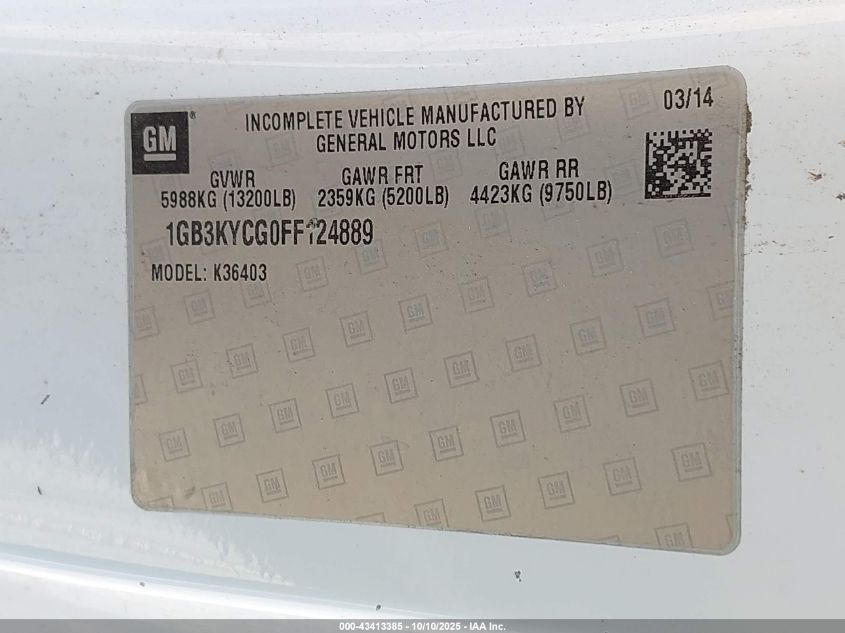 GM ®
INCOMPLETE VEHICLE MANUFACTURED BY
GENERAL MOTORS LLC
03/14
GVWR GAWR FRT GAWR RR
5988KG (13200LB) 2359KG (5200LB) 4423KG (9750LB)
1GB3KYCG0FF124889
MODEL: K36403
000-43413385 - 10/10/2025 - IAA Inc.